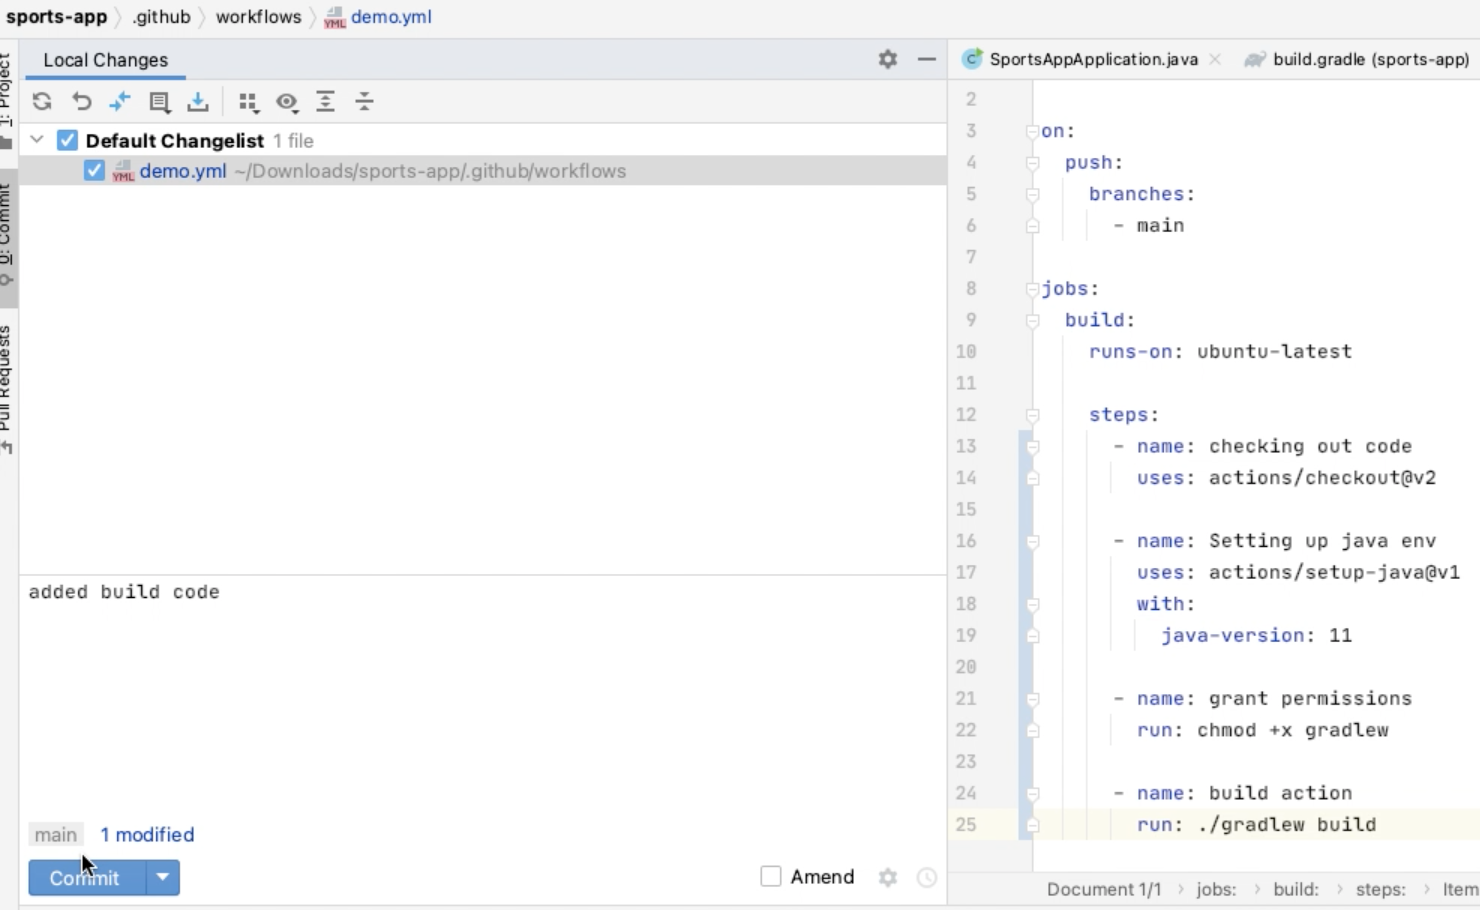 sports-app > .github > workflows > YML demo.yml
1: Project
0: Commit
Pull Requests
Local Changes
Default Changelist 1 file
YML demo.yml ~/Downloads/sports-app/.github/workflows
added build code
main 1 modified
Commit
Amend
C SportsAppApplication.java × build.gradle (sports-app)
2
3 on:
4 push:
5 branches:
6 - main
7
8 jobs:
9 build:
10 runs-on: ubuntu-latest
11
12 steps:
13 - name: checking out code
14 uses: actions/checkout@v2
15
16 - name: Setting up java env
17 uses: actions/setup-java@v1
18 with:
19 java-version: 11
20
21 - name: grant permissions
22 run: chmod +x gradlew
23
24 - name: build action
25 run: ./gradlew build
Document 1/1 > jobs: > build: > steps: > Item